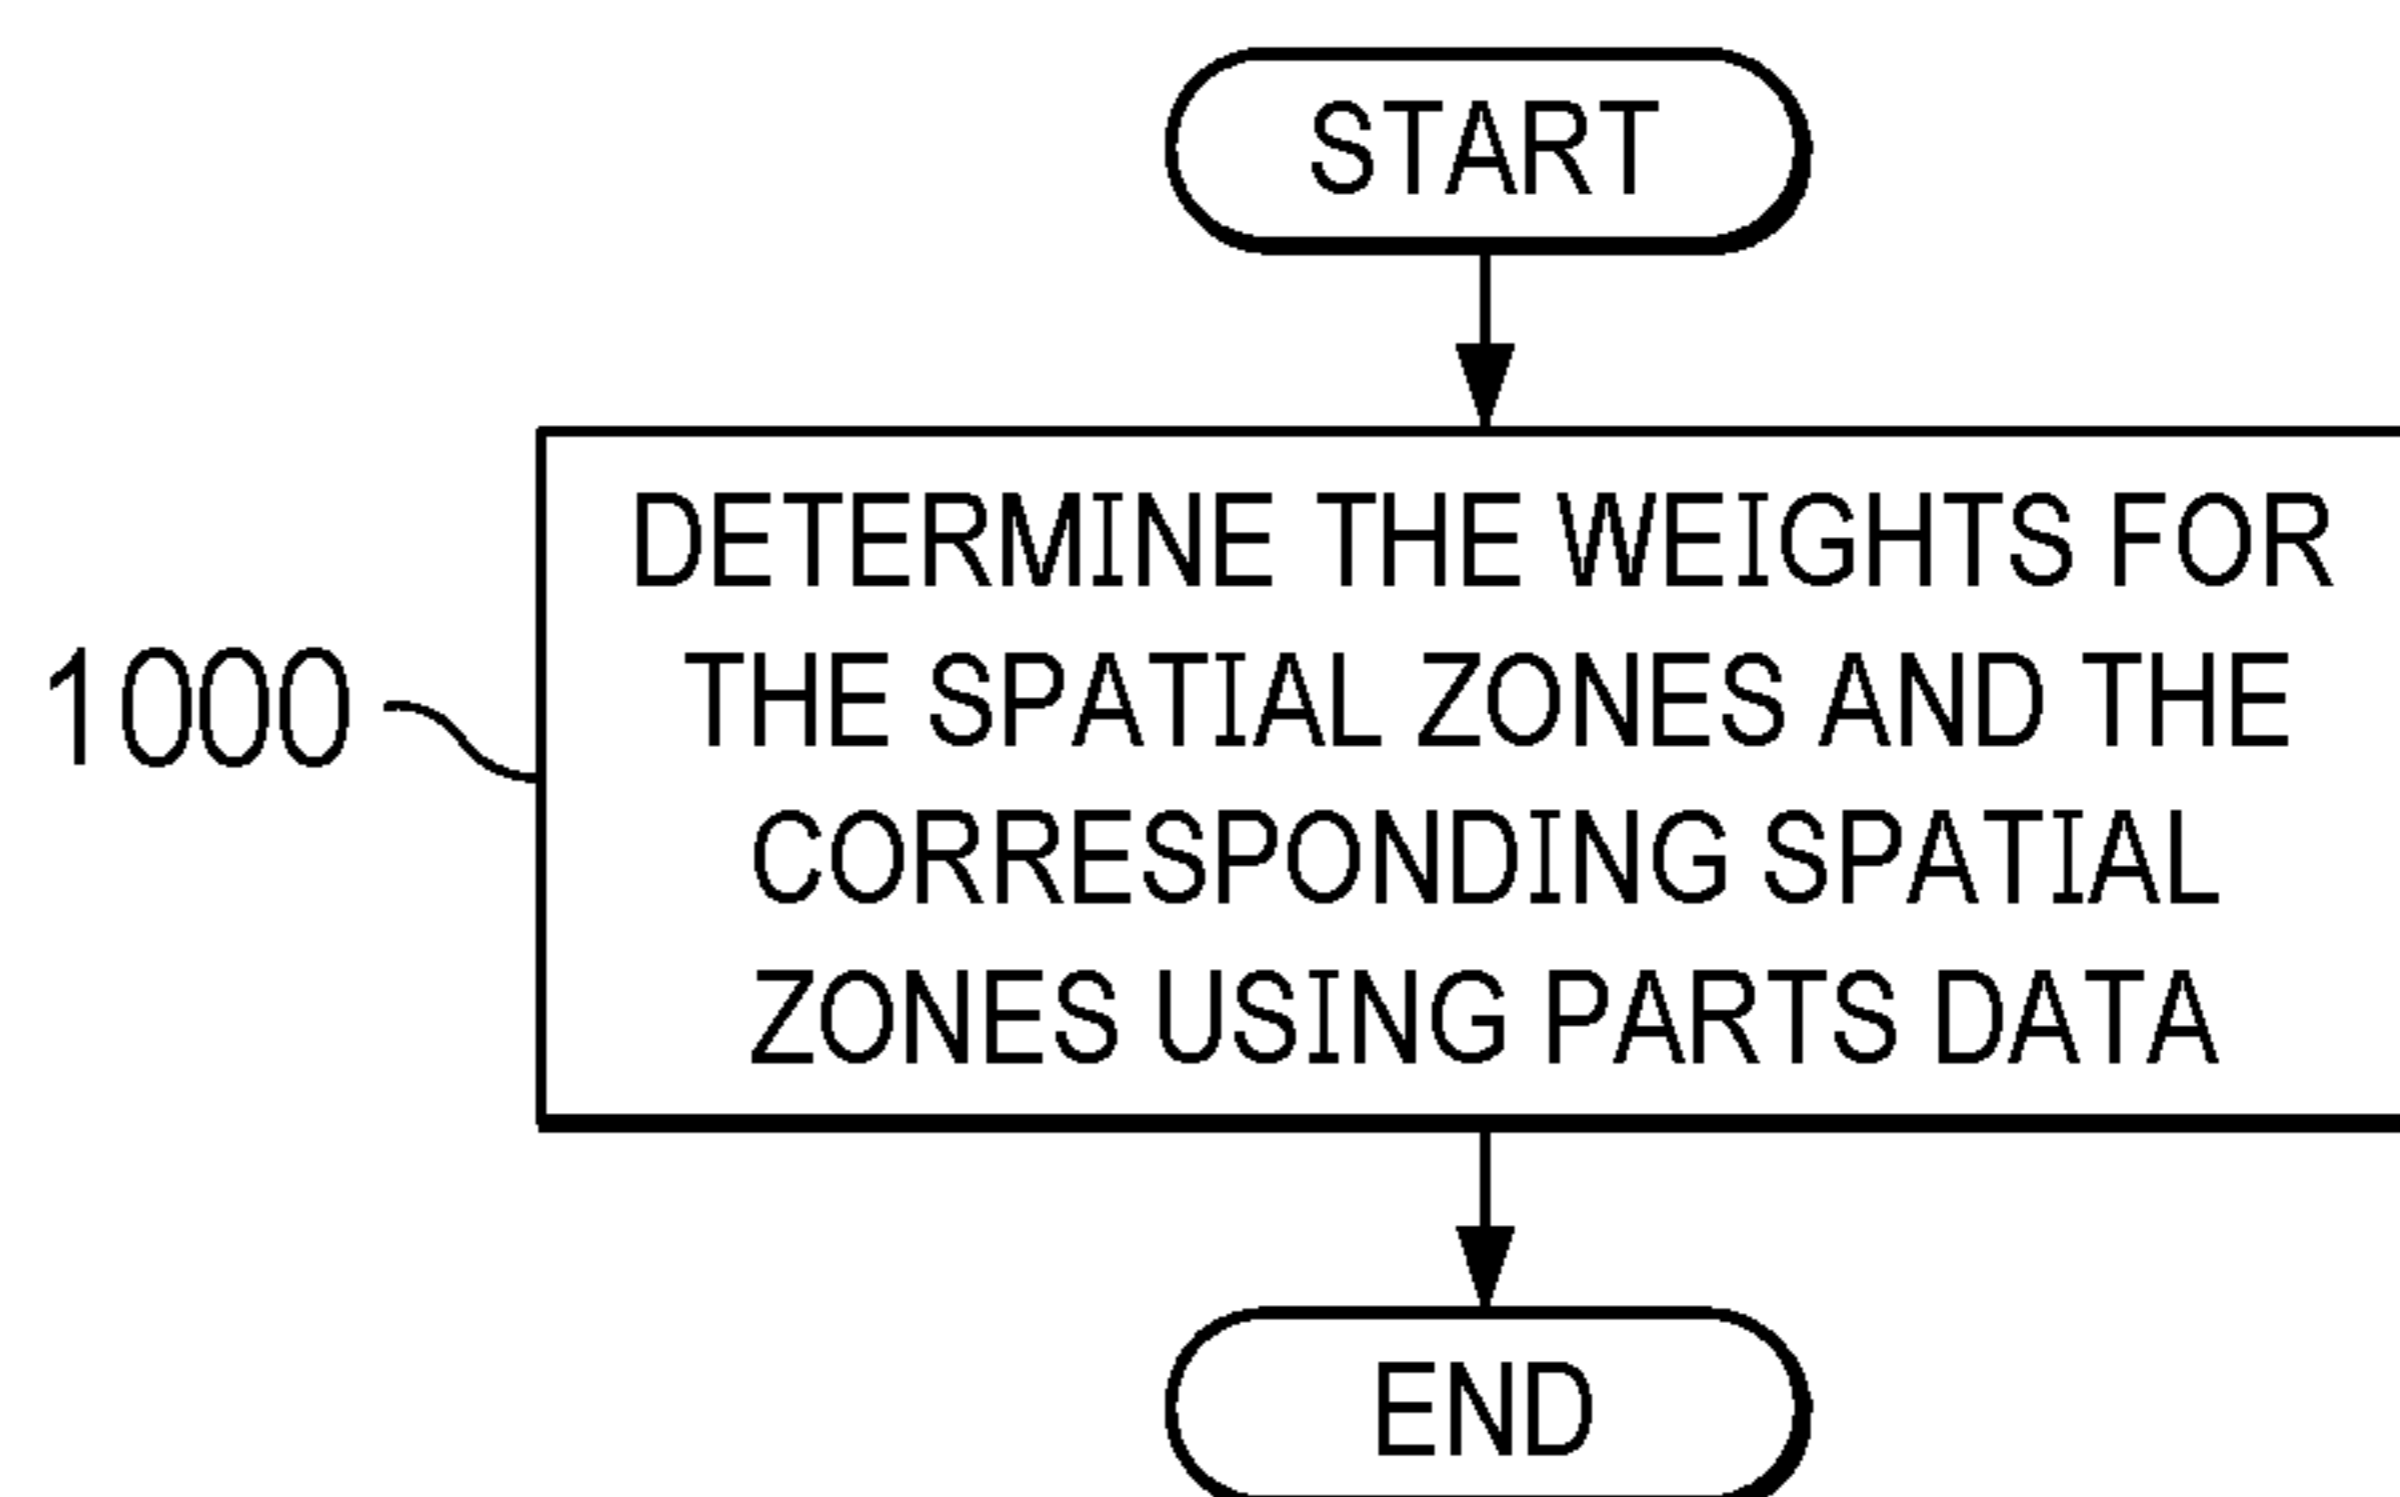 START
DETERMINE THE WEIGHTS FOR
THE SPATIAL ZONES AND THE
1000
CORRESPONDING SPATIAL
ZONES USING PARTS DATA
END